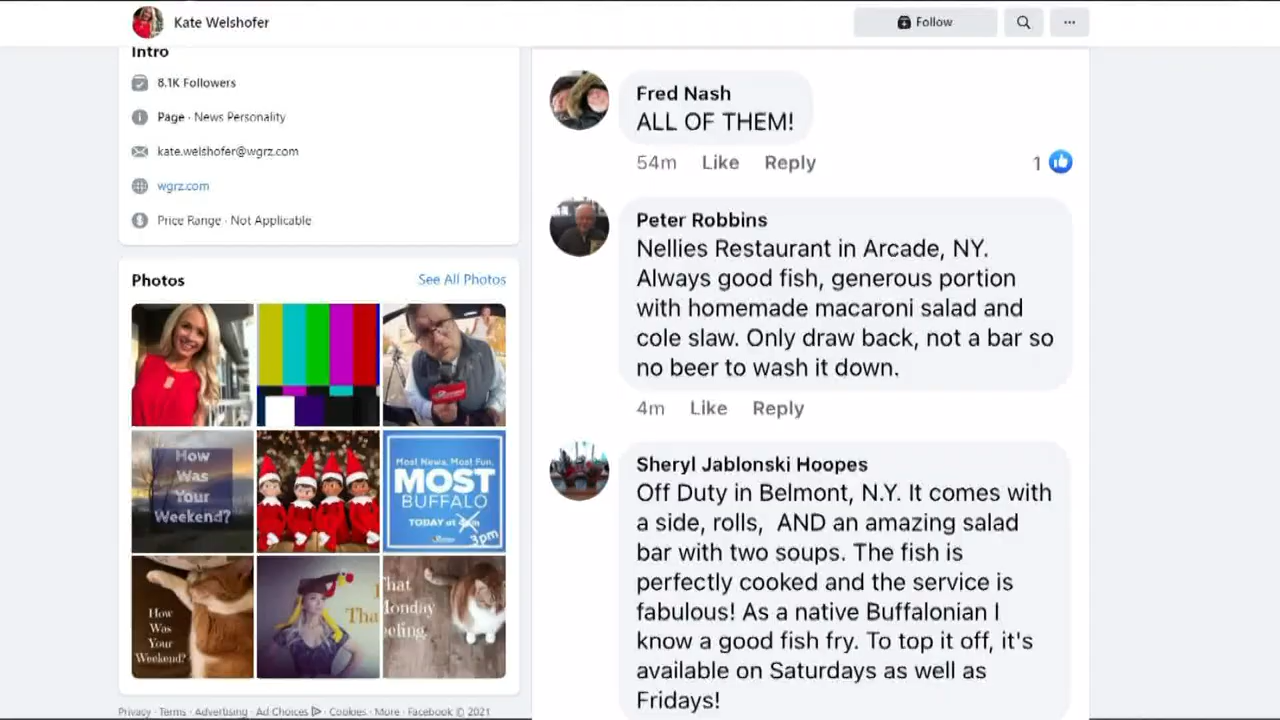 Kate Welshofer
Follow
Intro
8.1K Followers
Page · News Personality
kate.welshofer@wgrz.com
wgrz.com
Price Range · Not Applicable
Photos
See All Photos
How
Was
Your
Weekend?
Most News, Most Fun,
MOST
BUFFALO
TODAY at 4pm
3pm
How
Was
Your
Weekend?
Tha
That
Monday
eeling.
Privacy · Terms · Advertising · Ad Choices · Cookies · More · Facebook © 2021
Fred Nash
ALL OF THEM!
54m Like Reply 1
Peter Robbins
Nellies Restaurant in Arcade, NY.
Always good fish, generous portion
with homemade macaroni salad and
cole slaw. Only draw back, not a bar so
no beer to wash it down.
4m Like Reply
Sheryl Jablonski Hoopes
Off Duty in Belmont, N.Y. It comes with
a side, rolls, AND an amazing salad
bar with two soups. The fish is
perfectly cooked and the service is
fabulous! As a native Buffalonian I
know a good fish fry. To top it off, it's
available on Saturdays as well as
Fridays!